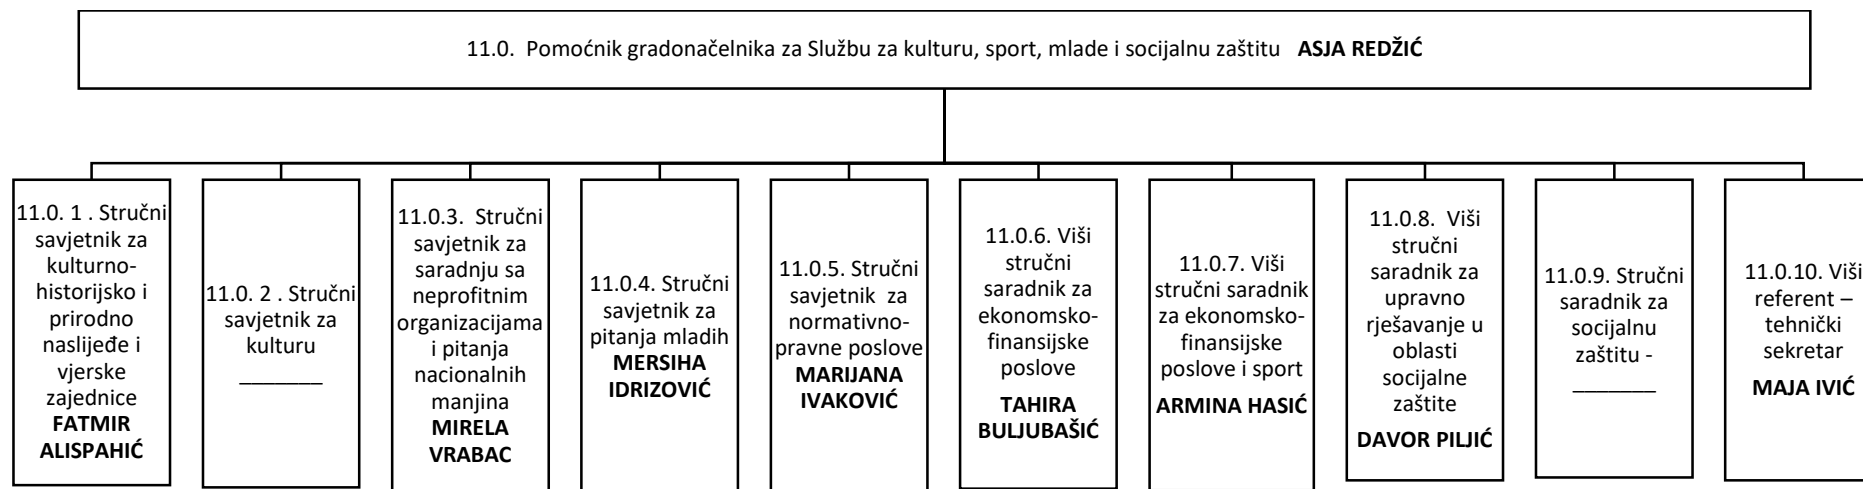 11.0. Pomoćnik gradonačelnika za Službu za kulturu, sport, mlade i socijalnu zaštitu ASJA REDŽIĆ
11.0. 1 . Stručni
savjetnik za
kulturno-
historijsko i
prirodno
naslijeđe i
vjerske
zajednice
FATMIR
ALISPAHIĆ
11.0. 2 . Stručni
savjetnik za
kulturu
_______
11.0.3. Stručni
savjetnik za
saradnju sa
neprofitnim
organizacijama
i pitanja
nacionalnih
manjina
MIRELA
VRABAC
11.0.4. Stručni
savjetnik za
pitanja mladih
MERSIHA
IDRIZOVIĆ
11.0.5. Stručni
savjetnik za
normativno-
pravne poslove
MARIJANA
IVAKOVIĆ
11.0.6. Viši
stručni
saradnik za
ekonomsko-
finansijske
poslove
TAHIRA
BULJUBAŠIĆ
11.0.7. Viši
stručni saradnik
za ekonomsko-
finansijske
poslove i sport
ARMINA HASIĆ
11.0.8. Viši
stručni
saradnik za
upravno
rješavanje u
oblasti
socijalne
zaštite
DAVOR PILJIĆ
11.0.9. Stručni
saradnik za
socijalnu
zaštitu -
_______
11.0.10. Viši
referent –
tehnički
sekretar
MAJA IVIĆ